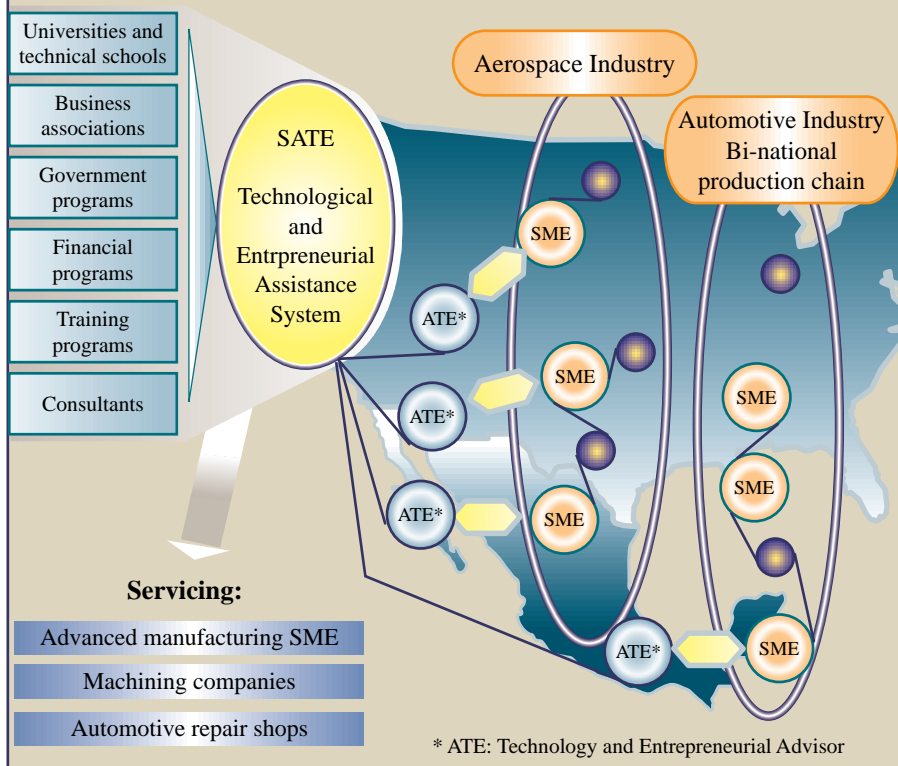 Universities and
technical schools
Business
associations
Government
programs
Financial
programs
Training
programs
Consultants
SATE
Technological
and
Entrpreneurial
Assistance
System
Aerospace Industry
Automotive Industry
Bi-national
production chain
SME
ATE*
SME
ATE*
SME
ATE*
SME
SME
SME
ATE*
SME
Servicing:
Advanced manufacturing SME
Machining companies
Automotive repair shops
* ATE: Technology and Entrepreneurial Advisor